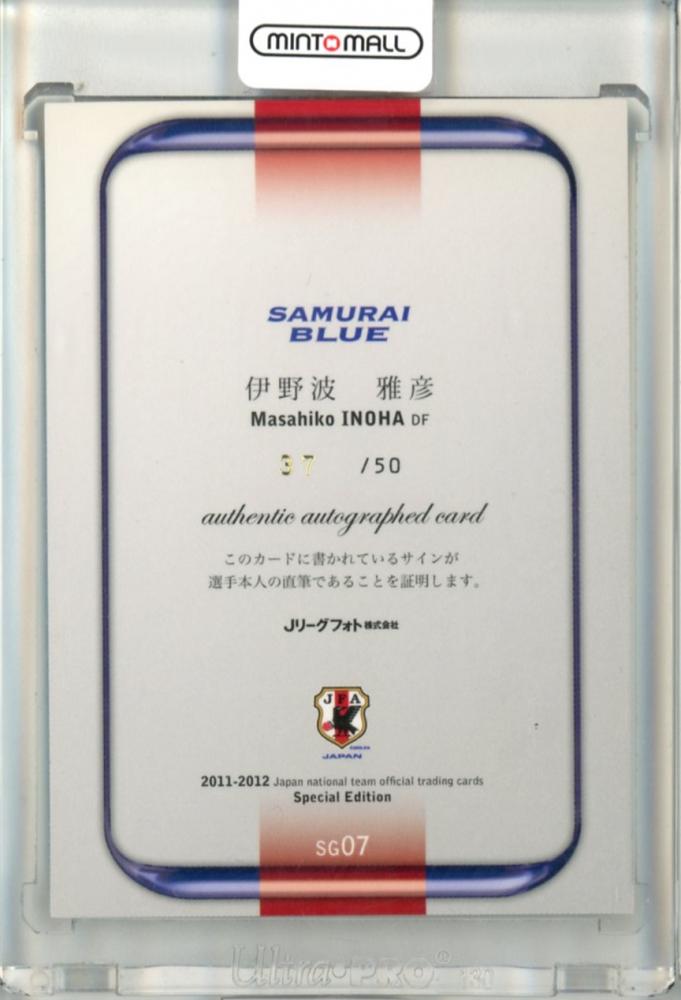 MINT MALL
SAMURAI
BLUE
伊野波 雅彦
Masahiko INOHA DF
37 /50
authentic autographed card
このカードに書かれているサインが
選手本人の直筆であることを証明します。
Jリーグフォト株式会社
JFA
JAPAN
2011-2012 Japan national team official trading cards
Special Edition
SG07
Ultra·PRO®